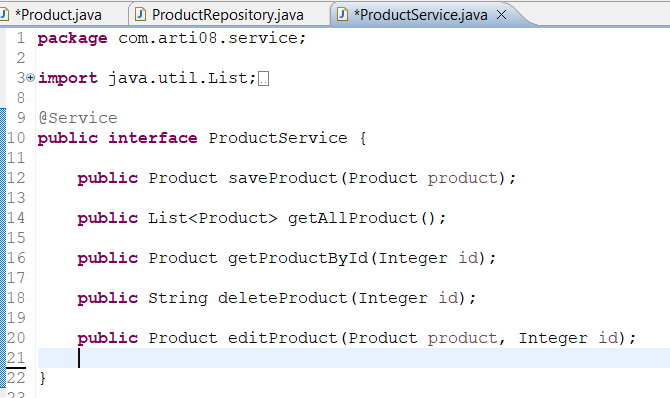 *Product.java ProductRepository.java *ProductService.java
1 package com.arti08.service;
2
3 import java.util.List;
8
9 @Service
10 public interface ProductService {
11
12 public Product saveProduct(Product product);
13
14 public List<Product> getAllProduct();
15
16 public Product getProductById(Integer id);
17
18 public String deleteProduct(Integer id);
19
20 public Product editProduct(Product product, Integer id);
21
22 }
23